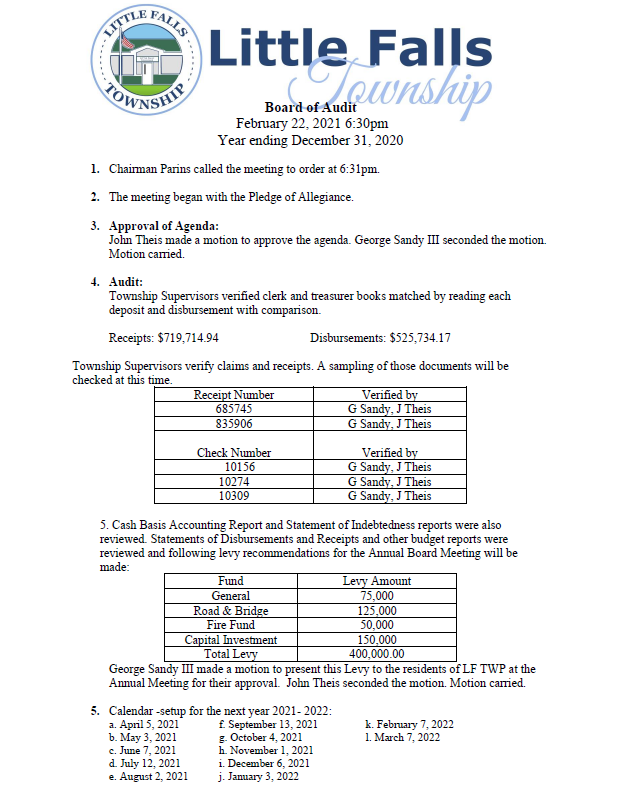 LITTLE FALLS
TOWNSHIP
Little Falls
Township
Board of Audit
February 22, 2021 6:30pm
Year ending December 31, 2020
1. Chairman Parins called the meeting to order at 6:31pm.
2. The meeting began with the Pledge of Allegiance.
3. Approval of Agenda:
John Theis made a motion to approve the agenda. George Sandy III seconded the motion.
Motion carried.
4. Audit:
Township Supervisors verified clerk and treasurer books matched by reading each
deposit and disbursement with comparison.
Receipts: $719,714.94 Disbursements: $525,734.17
Township Supervisors verify claims and receipts. A sampling of those documents will be
checked at this time.
Receipt Number Verified by
685745 G Sandy, J Theis
835906 G Sandy, J Theis
Check Number Verified by
10156 G Sandy, J Theis
10274 G Sandy, J Theis
10309 G Sandy, J Theis
5. Cash Basis Accounting Report and Statement of Indebtedness reports were also
reviewed. Statements of Disbursements and Receipts and other budget reports were
reviewed and following levy recommendations for the Annual Board Meeting will be
made:
Fund Levy Amount
General 75,000
Road & Bridge 125,000
Fire Fund 50,000
Capital Investment 150,000
Total Levy 400,000.00
George Sandy III made a motion to present this Levy to the residents of LF TWP at the
Annual Meeting for their approval. John Theis seconded the motion. Motion carried.
5. Calendar -setup for the next year 2021- 2022:
a. April 5, 2021 f. September 13, 2021 k. February 7, 2022
b. May 3, 2021 g. October 4, 2021 l. March 7, 2022
c. June 7, 2021 h. November 1, 2021
d. July 12, 2021 i. December 6, 2021
e. August 2, 2021 j. January 3, 2022